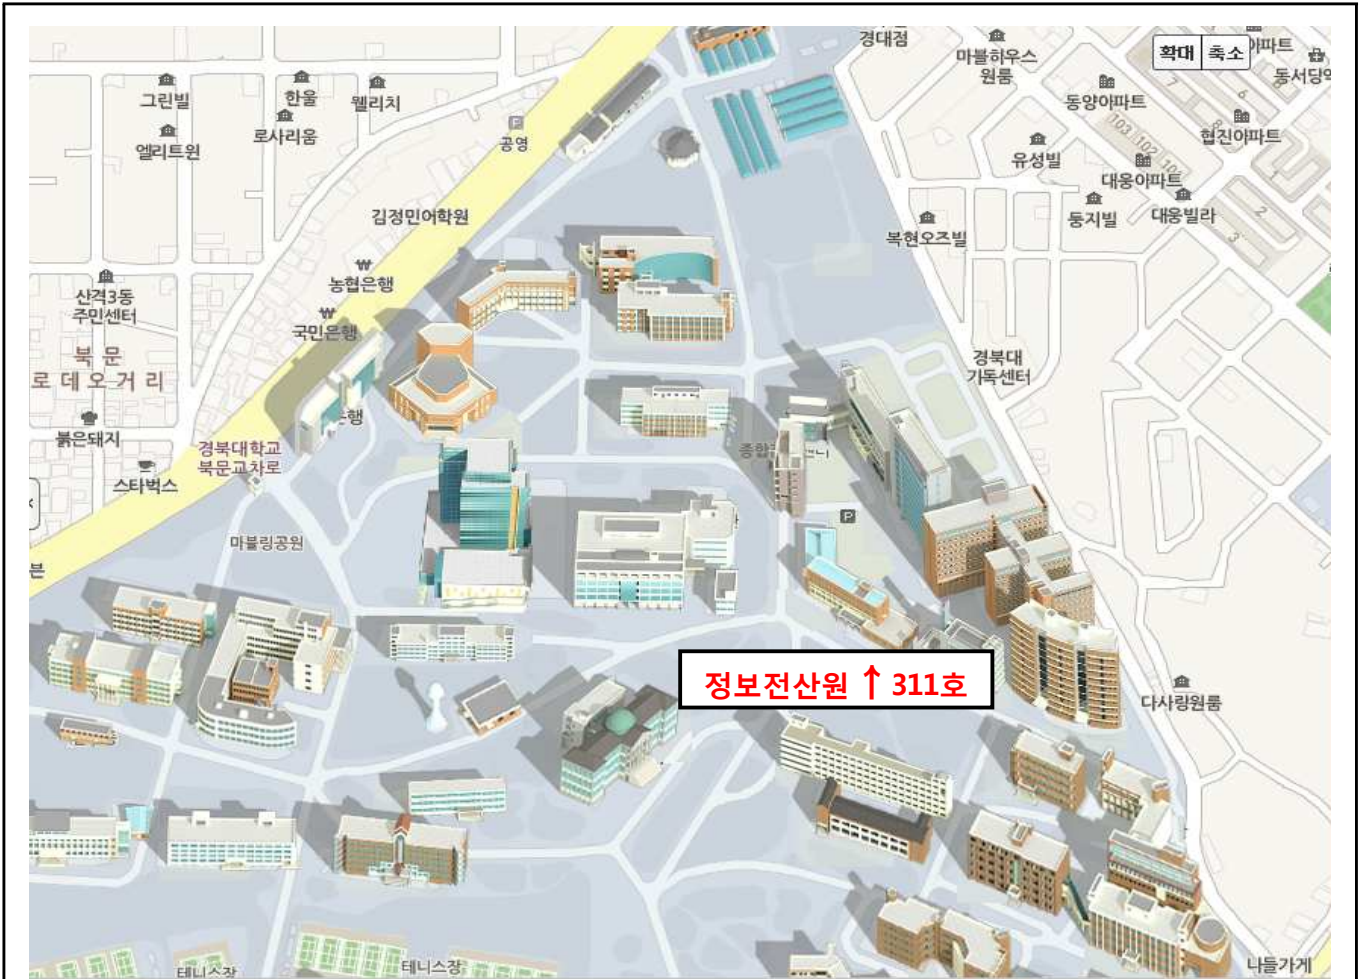 경대점
마블하우스
원룸
확대 축소
아파트
동서당
그린빌
한울
웰리치
동양아파트
엘리트원
로사리움
공영
103
102
7
6
8
협진아파트
유성빌
대웅아파트
김정민어학원
둥지빌
대웅빌라
2
3
복현오즈빌
농협은행
산격3동
주민센터
국민은행
북문
로데오거리
경북대
기독센터
붉은돼지
은행
경북대학교
북문교차로
스타벅스
P
마블링공원
정보전산원 ↑ 311호
다사랑원룸
테니스장
테니스장
나들가게